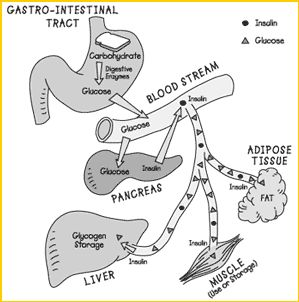 GASTRO-INTESTINAL
TRACT
Insulin
Glucose
Carbohydrate
Digestive
Enzymes
Glucose
BLOOD STREAM
Glucose
Insulin
Glucose
Insulin
PANCREAS
ADIPOSE
TISSUE
Insulin
FAT
Glycogen
Storage
Insulin
LIVER
Insulin
MUSCLE
(Use or Storage)